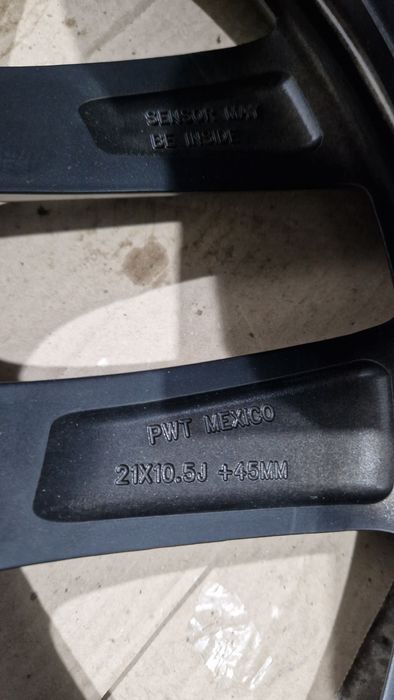 SENSOR MAY
BE INSIDE
PWT MEXICO
21X10.5J +45MM